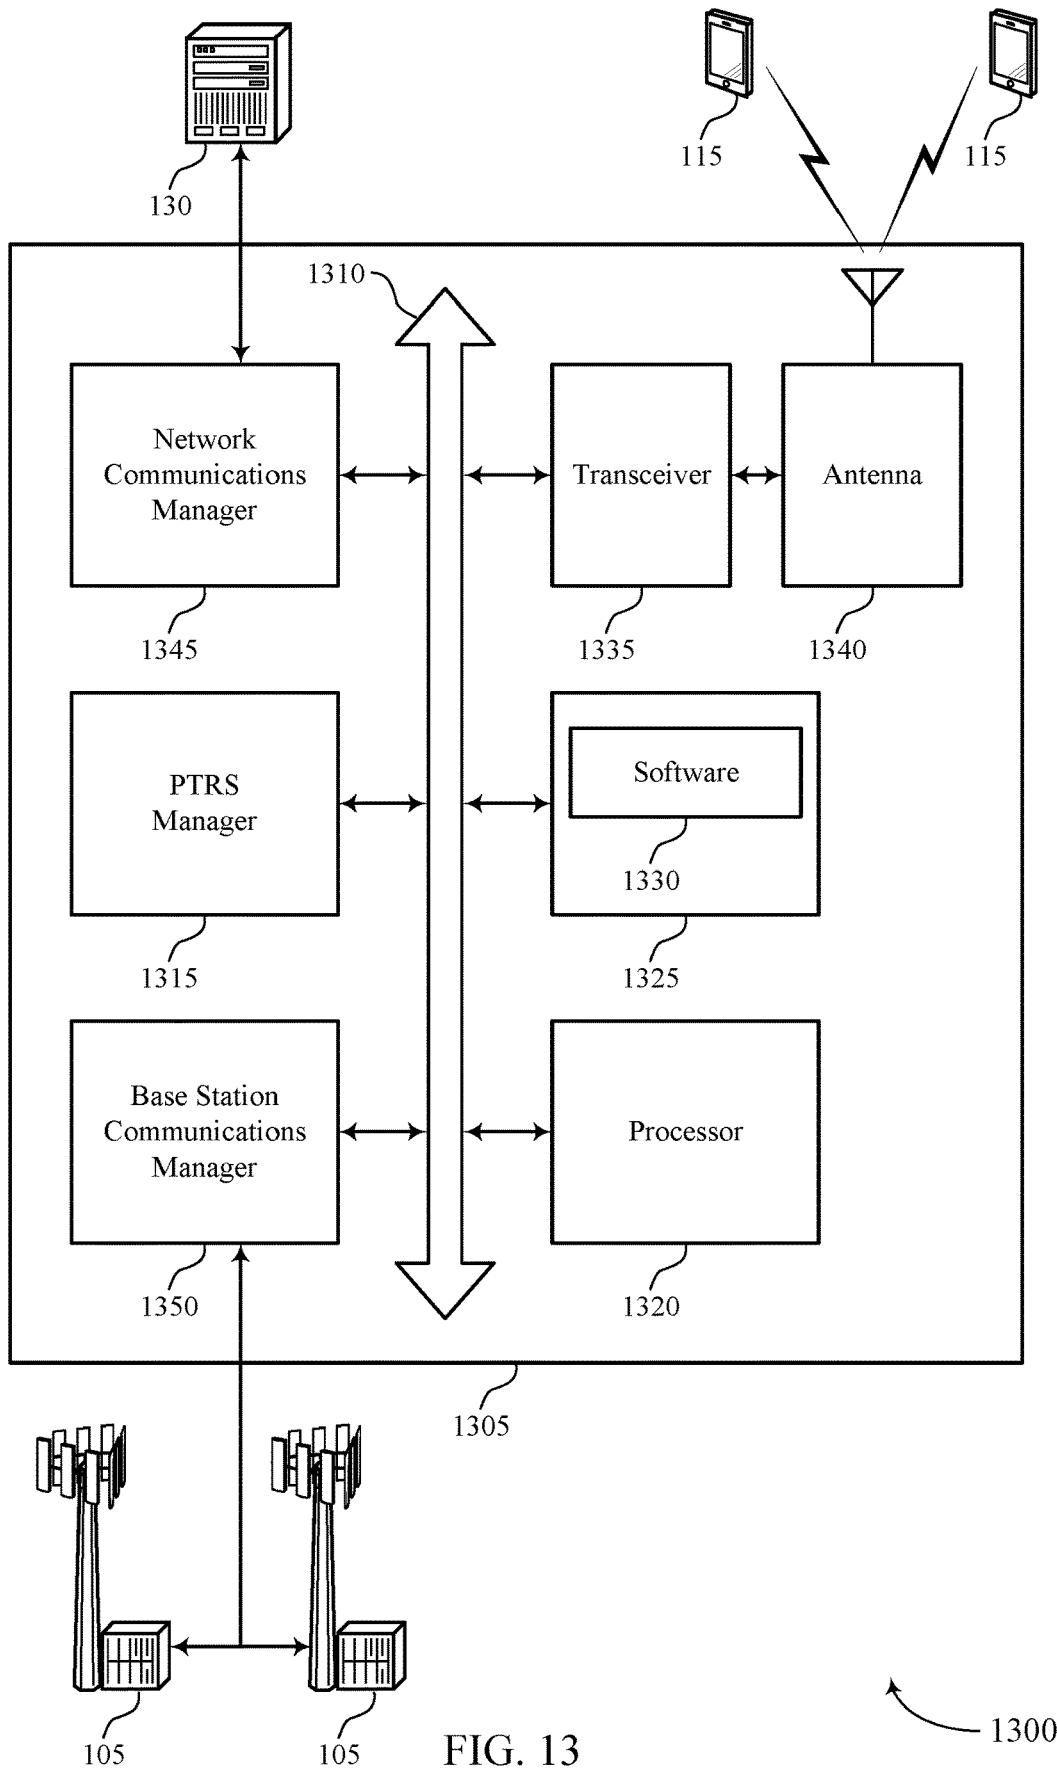 115
115
130
1310
Network
Communications
Manager
Transceiver
Antenna
1345
1335
1340
PTRS
Manager
Software
1330
1315
1325
Base Station
Communications
Manager
Processor
1350
1320
1305
105
105
FIG. 13
1300